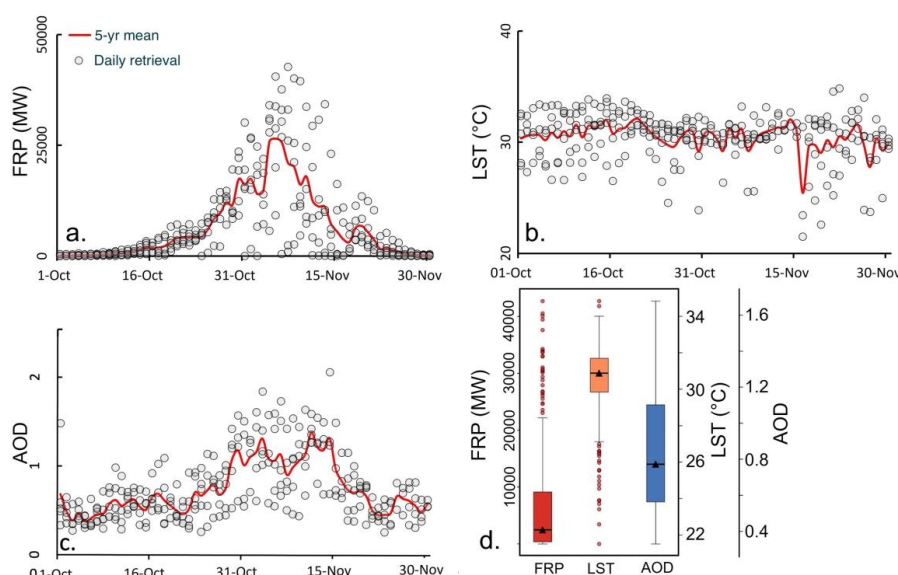 50000
25000
0
FRP (MW)
5-yr mean
Daily retrieval
a.
1-Oct 16-Oct 31-Oct 15-Nov 30-Nov
40
30
20
LST (°C)
b.
01-Oct 16-Oct 31-Oct 15-Nov 30-Nov
2
1
0
AOD
c.
01-Oct 16-Oct 31-Oct 15-Nov 30-Nov
40000
30000
20000
10000
FRP (MW)
d.
34
30
26
22
LST (°C)
1.6
1.2
0.8
0.4
AOD
FRP LST AOD